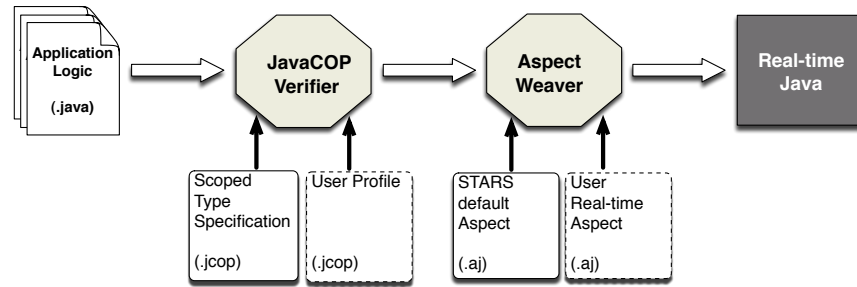 Application
Logic
(.java)
JavaCOP
Verifier
Aspect
Weaver
Real-time
Java
Scoped
Type
Specification
(.jcop)
User Profile
(.jcop)
STARS
default
Aspect
(.aj)
User
Real-time
Aspect
(.aj)